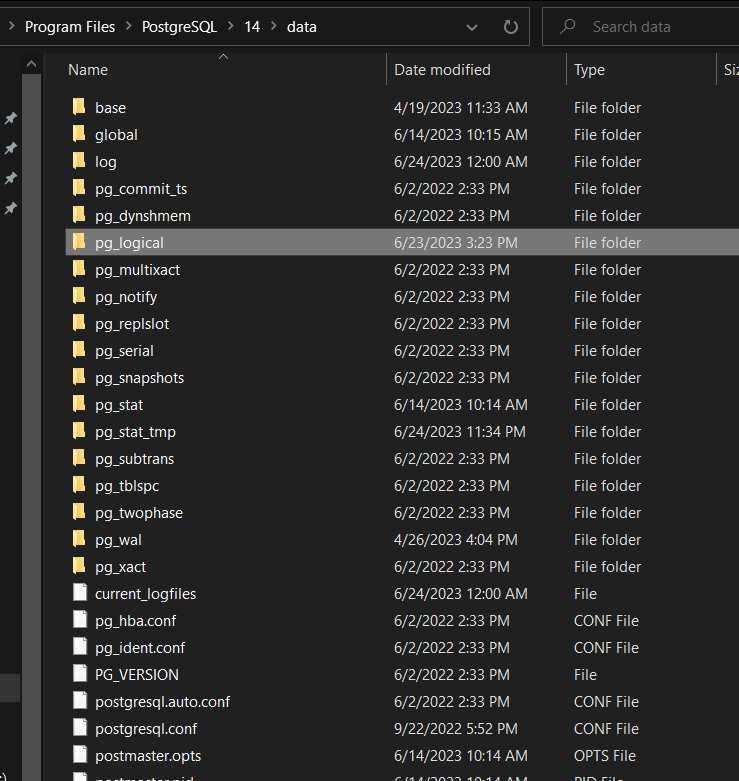 Program Files > PostgreSQL > 14 > data Search data
Name Date modified Type Siz
base 4/19/2023 11:33 AM File folder
global 6/14/2023 10:15 AM File folder
log 6/24/2023 12:00 AM File folder
pg_commit_ts 6/2/2022 2:33 PM File folder
pg_dynshmem 6/2/2022 2:33 PM File folder
pg_logical 6/23/2023 3:23 PM File folder
pg_multixact 6/2/2022 2:33 PM File folder
pg_notify 6/2/2022 2:33 PM File folder
pg_replslot 6/2/2022 2:33 PM File folder
pg_serial 6/2/2022 2:33 PM File folder
pg_snapshots 6/2/2022 2:33 PM File folder
pg_stat 6/14/2023 10:14 AM File folder
pg_stat_tmp 6/24/2023 11:34 PM File folder
pg_subtrans 6/2/2022 2:33 PM File folder
pg_tblspc 6/2/2022 2:33 PM File folder
pg_twophase 6/2/2022 2:33 PM File folder
pg_wal 4/26/2023 4:04 PM File folder
pg_xact 6/2/2022 2:33 PM File folder
current_logfiles 6/24/2023 12:00 AM File
pg_hba.conf 6/2/2022 2:33 PM CONF File
pg_ident.conf 6/2/2022 2:33 PM CONF File
PG_VERSION 6/2/2022 2:33 PM File
postgresql.auto.conf 6/2/2022 2:33 PM CONF File
postgresql.conf 9/22/2022 5:52 PM CONF File
postmaster.opts 6/14/2023 10:14 AM OPTS File
postmaster.pid 6/14/2023 10:14 AM PID File